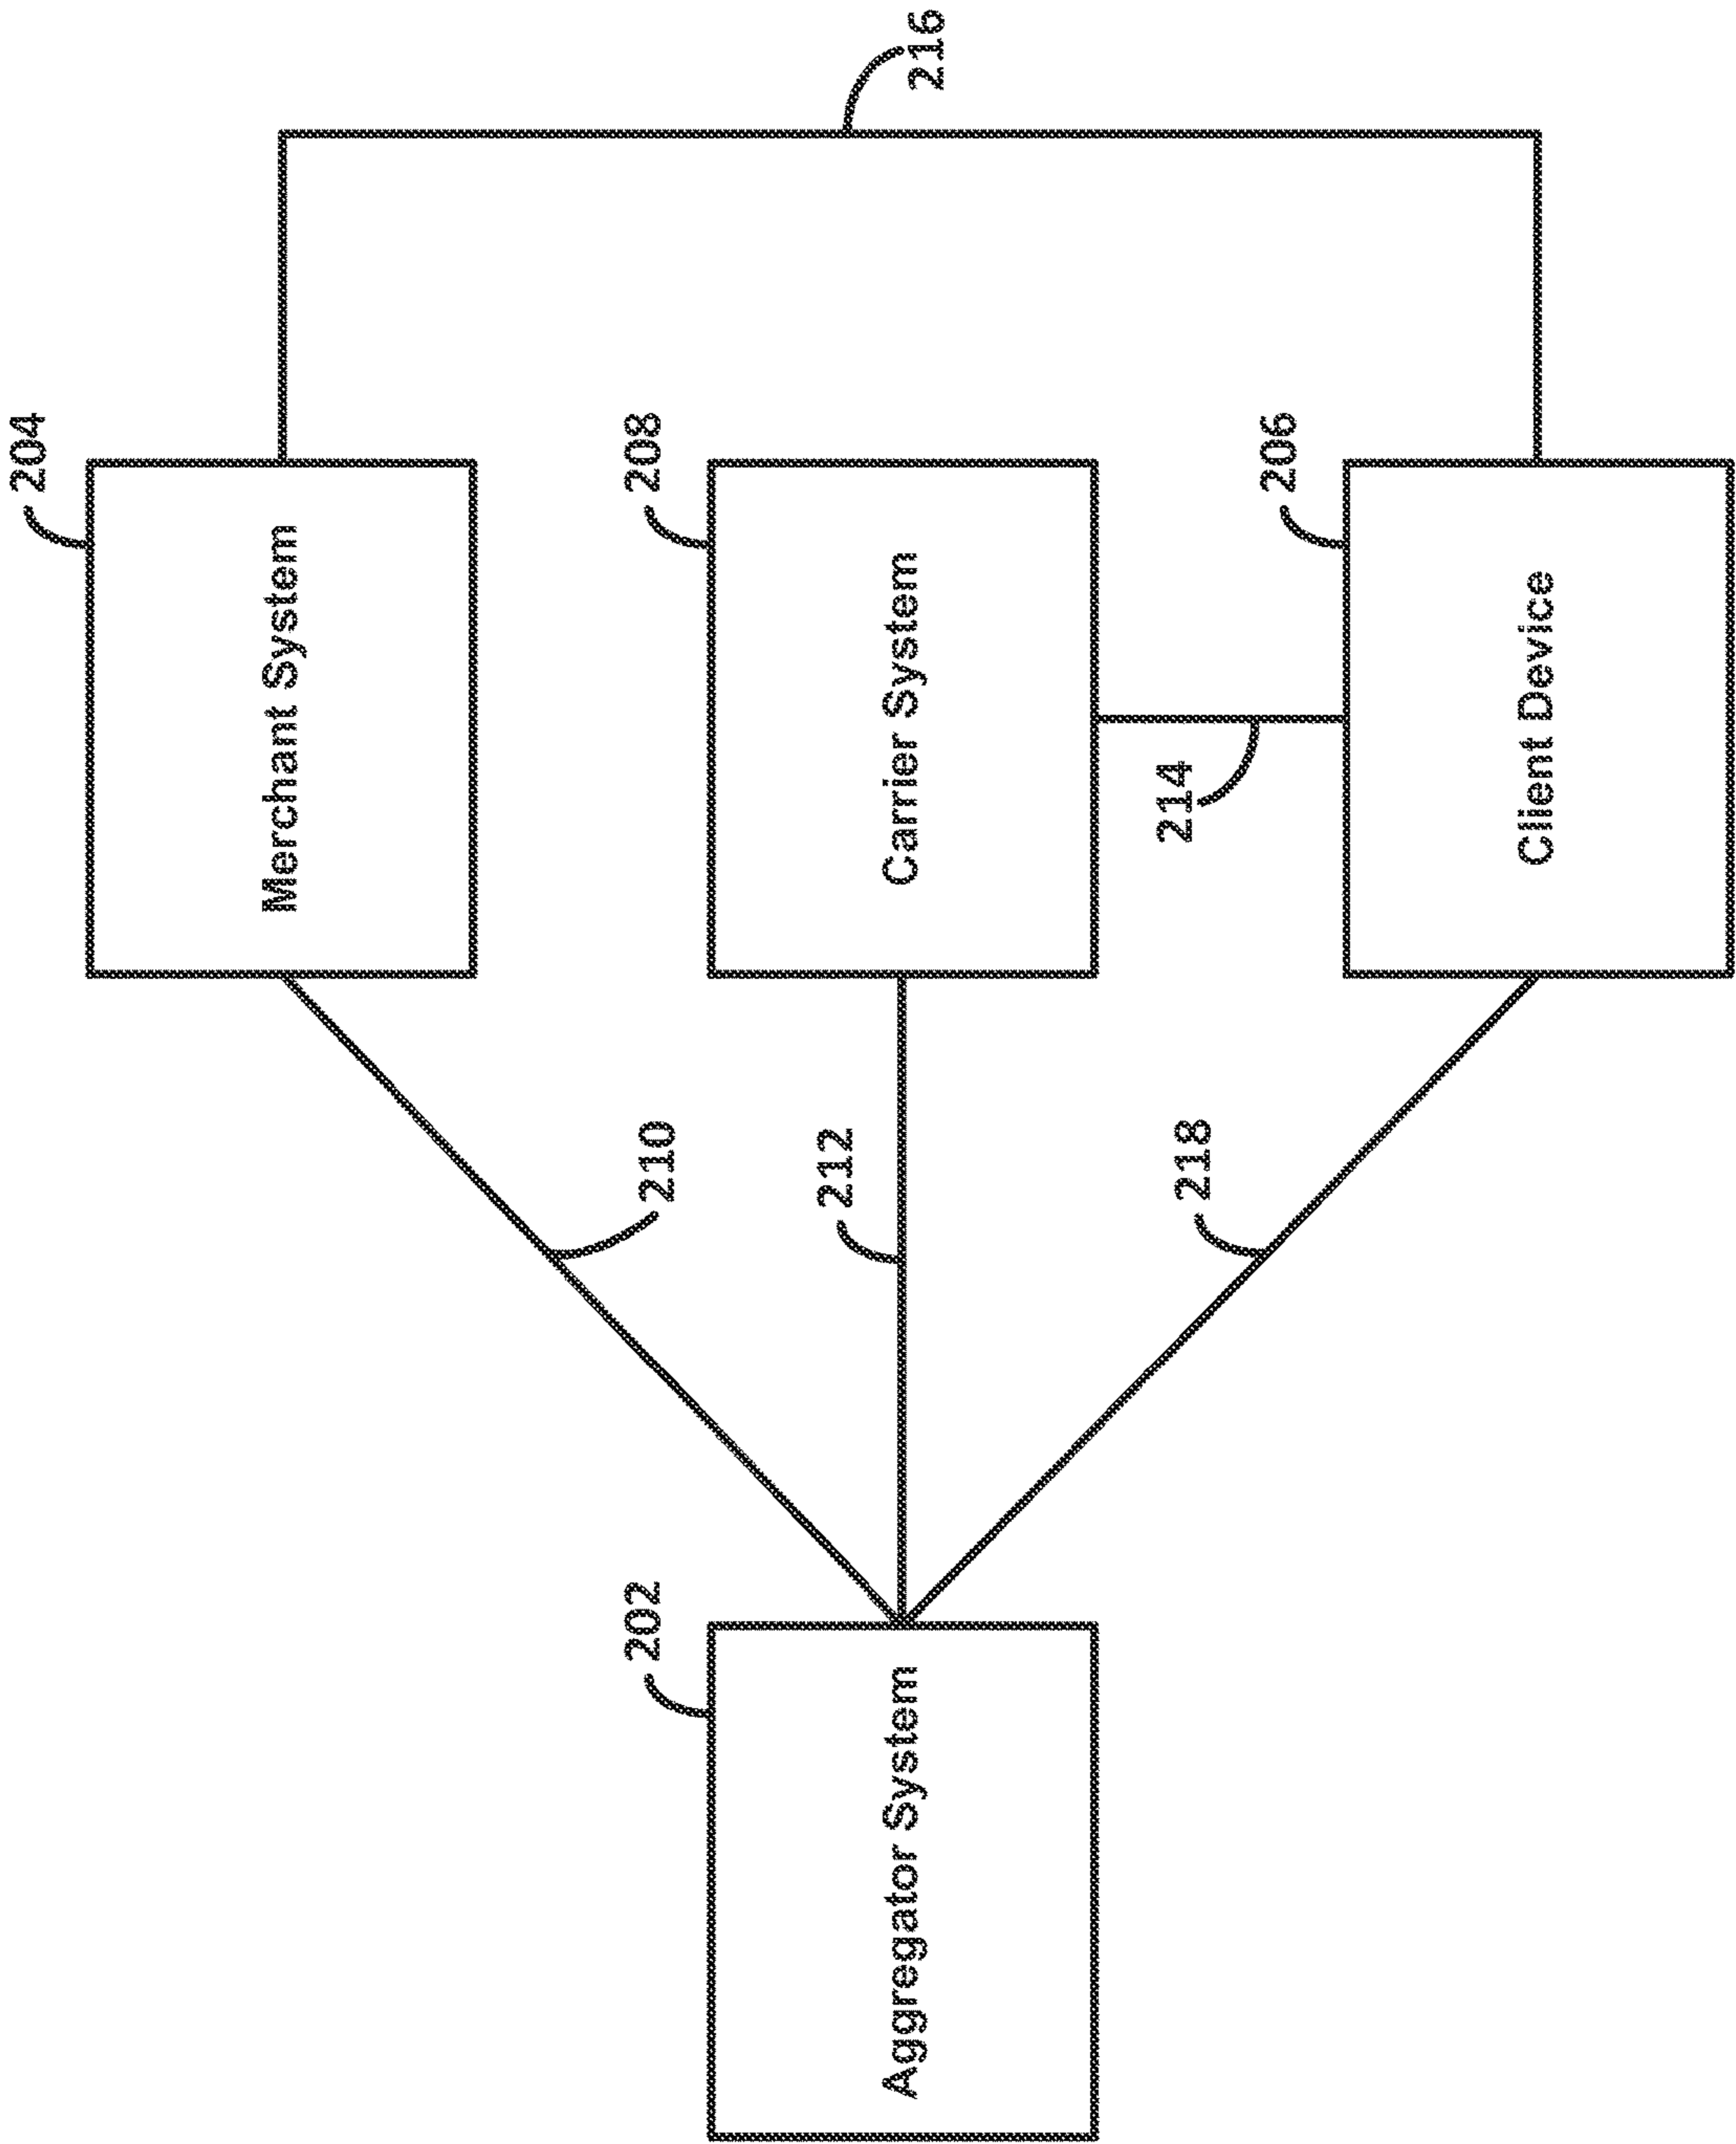 204
Merchant System
216
208
Carrier System
206
Client Device
214
210
212
218
202
Aggregator System